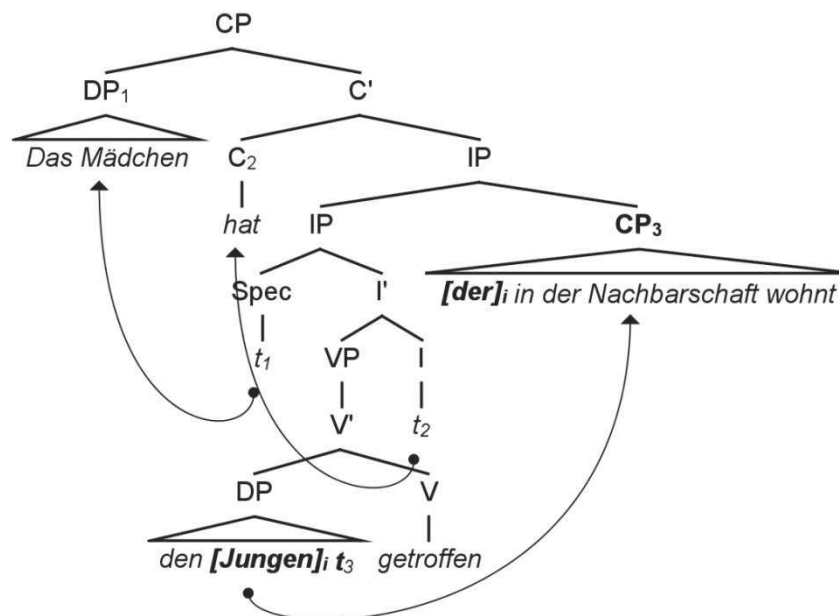 CP
DP₁ C'
Das Mädchen C₂ IP
hat IP CP₃
Spec I' [der]ᵢ in der Nachbarschaft wohnt
t₁ VP I
V' t₂
DP V
den [Jungen]ᵢ t₃ getroffen